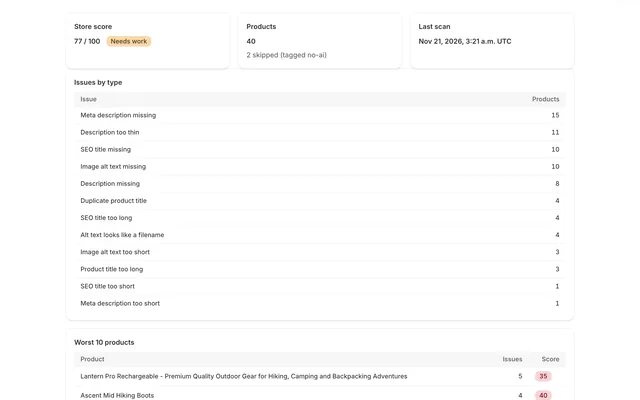 Store score
77 / 100 Needs work
Products
40
2 skipped (tagged no-ai)
Last scan
Nov 21, 2026, 3:21 a.m. UTC
Issues by type
Issue Products
Meta description missing 15
Description too thin 11
SEO title missing 10
Image alt text missing 10
Description missing 8
Duplicate product title 4
SEO title too long 4
Alt text looks like a filename 4
Image alt text too short 3
Product title too long 3
SEO title too short 1
Meta description too short 1
Worst 10 products
Product Issues Score
Lantern Pro Rechargeable - Premium Quality Outdoor Gear for Hiking, Camping and Backpacking Adventures 5 35
Ascent Mid Hiking Boots 4 40